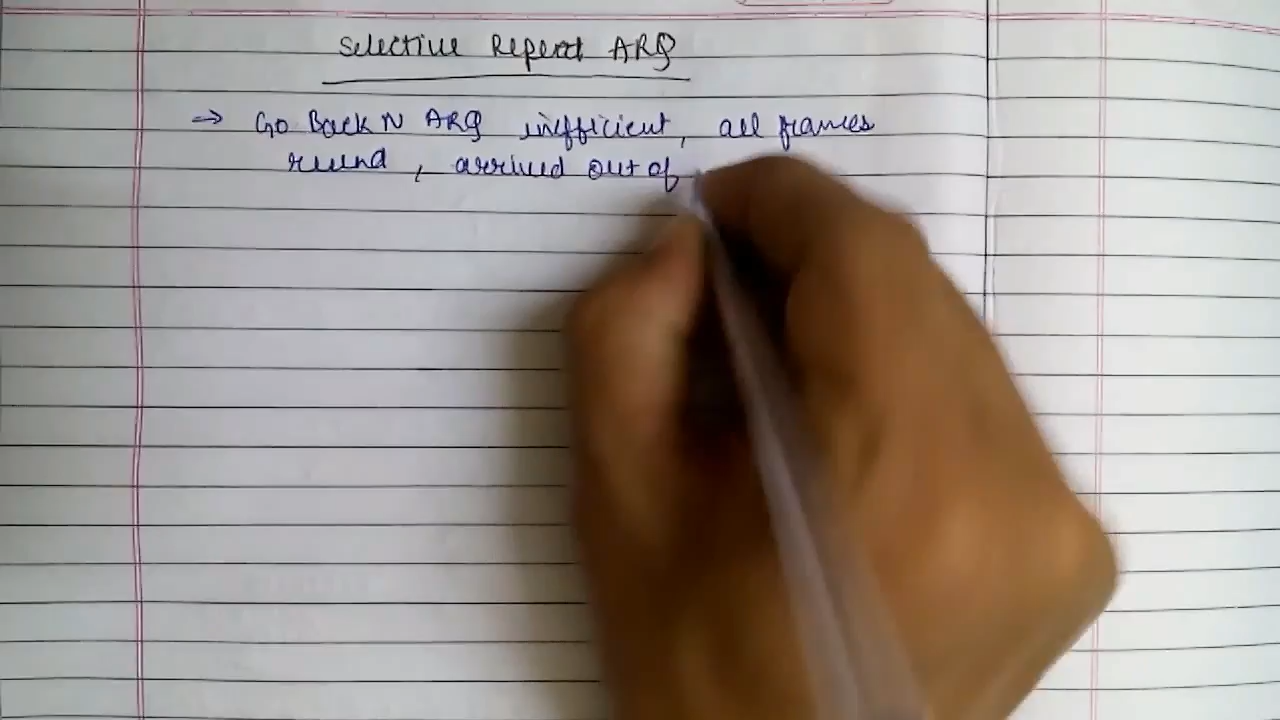 Selective Repeat ARQ
→ Go Back N ARQ inefficient, all frames
resend, arrived out of